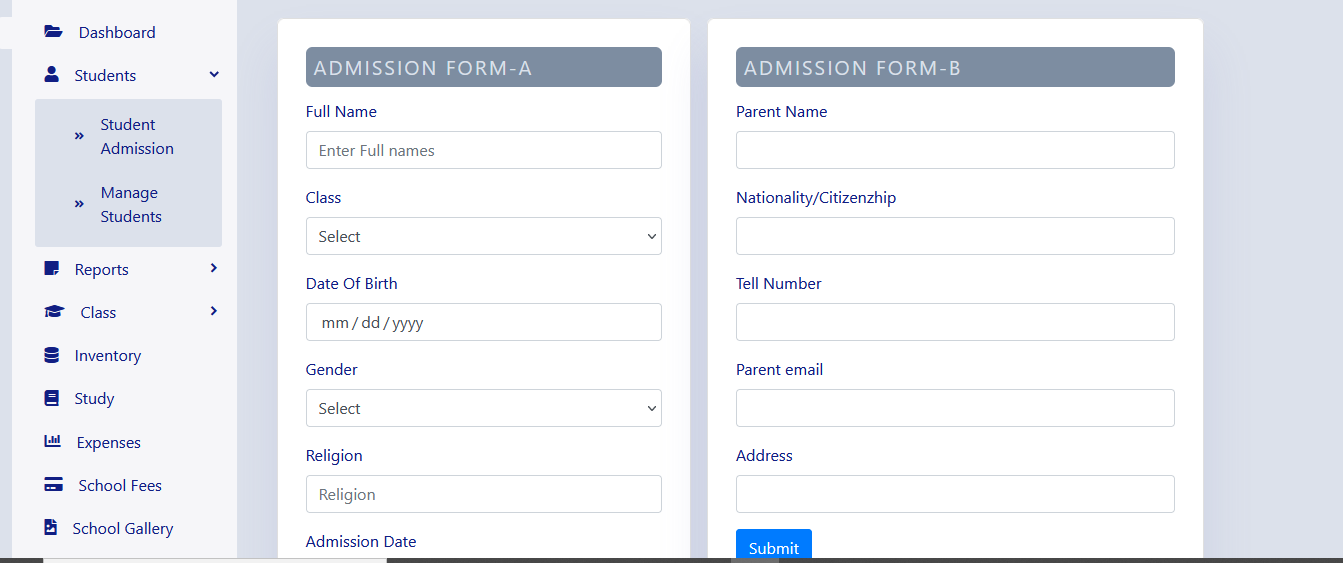 Dashboard
Students
Student
Admission
Manage
Students
Reports
Class
Inventory
Study
Expenses
School Fees
School Gallery
ADMISSION FORM-A
Full Name
Enter Full names
Class
Select
Date Of Birth
mm/dd/yyyy
Gender
Select
Religion
Religion
Admission Date
ADMISSION FORM-B
Parent Name
Nationality/Citizenzhip
Tell Number
Parent email
Address
Submit